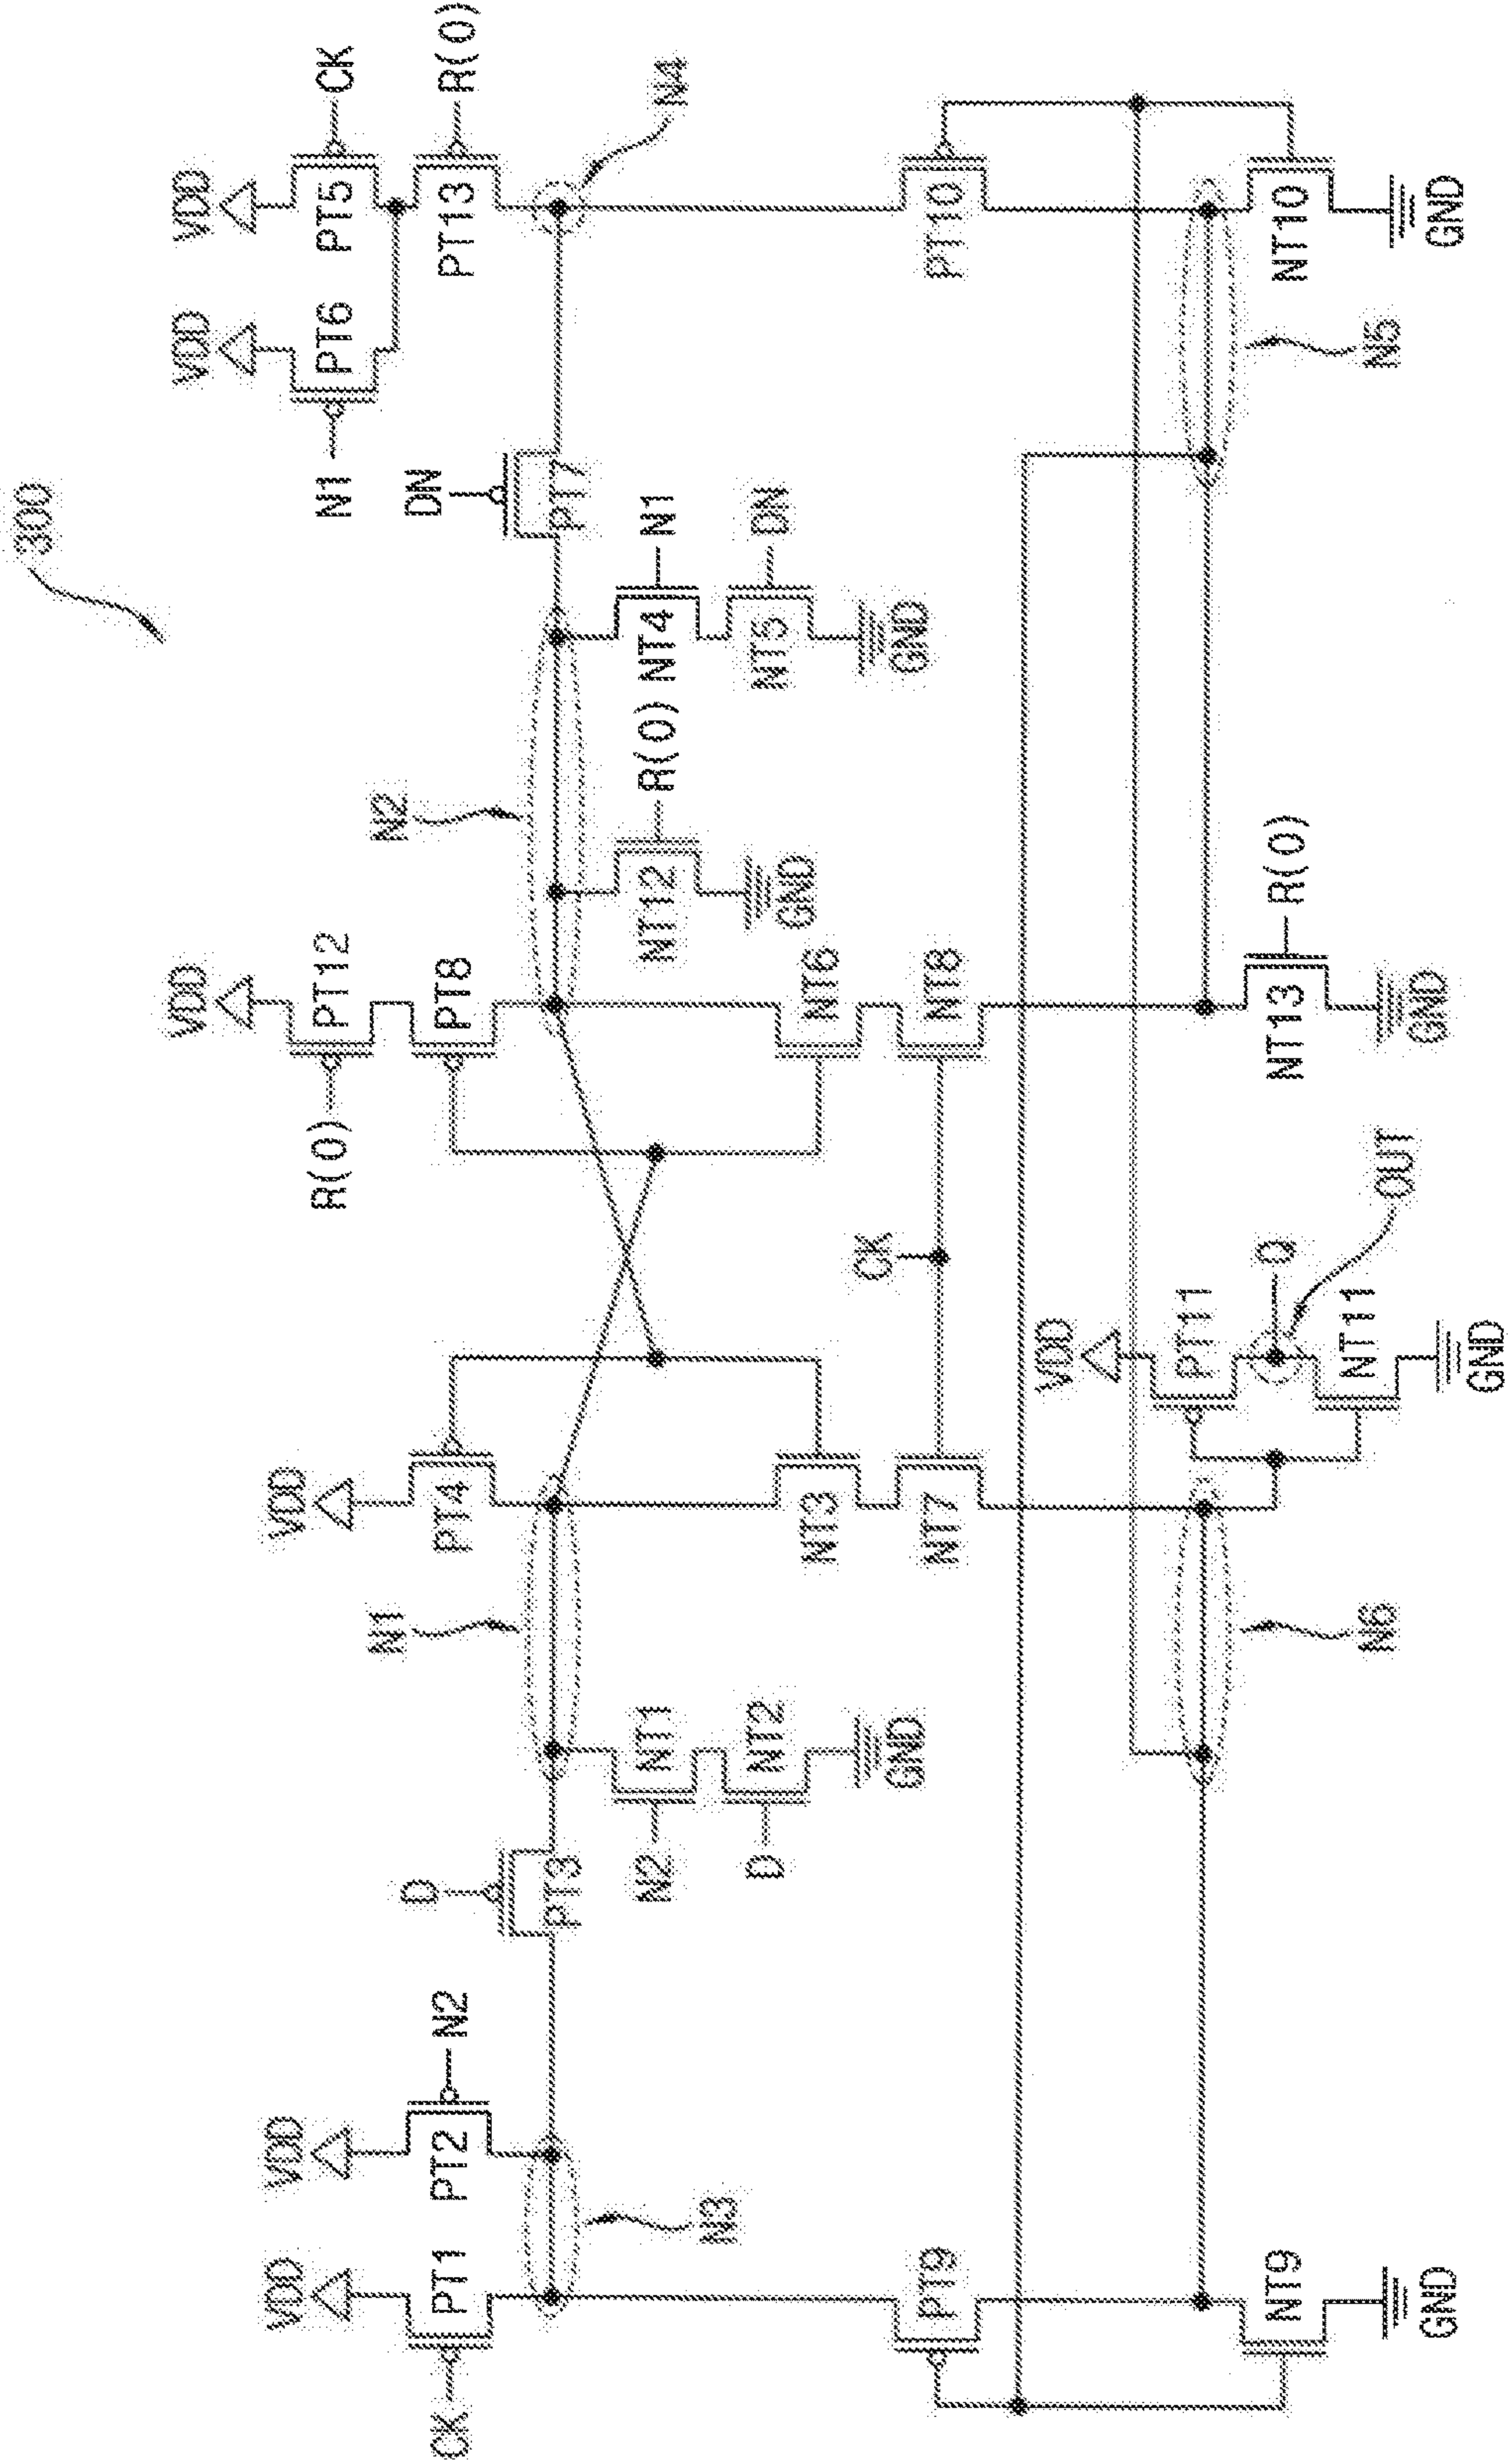 300
VDD
PT5
CK
VDD
PT6
N1
PT13
R(0)
N4
DN
PT7
N2
NT4
N1
NT5
DN
GND
R(0)
NT12
GND
VDD
PT12
R(0)
PT8
NT6
NT8
CK
VDD
PT4
N1
NT3
NT7
D
PT3
N2
NT1
D
NT2
GND
VDD
PT2
N2
VDD
PT1
CK
N3
PT10
N5
NT10
GND
R(0)
NT13
GND
VDD
PT11
Q
OUT
NT11
GND
N6
PT9
NT9
GND